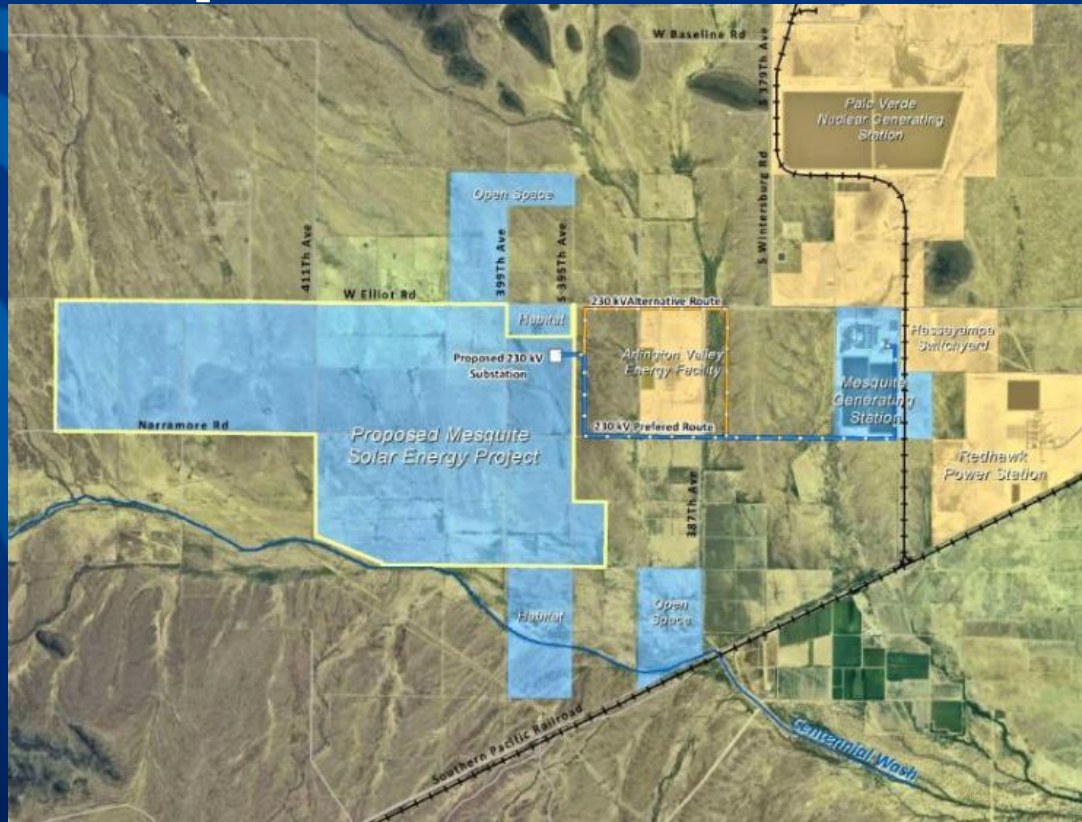 W Baseline Rd
S 379Th Ave
Palo Verde
Nuclear Generating
Station
S Wintersburg Rd
Open Space
411Th Ave
399Th Ave
S 395Th Ave
W Elliot Rd
230 kV Alternative Route
Habitat
Hassayampa
Switchyard
Proposed 230 kV
Substation
Arlington Valley
Energy Facility
Mesquite
Generating
Station
Narramore Rd
230 kV Prefered Route
Proposed Mesquite
Solar Energy Project
Redhawk
Power Station
387Th Ave
Habitat
Open
Space
Southern Pacific Railroad
Centennial Wash